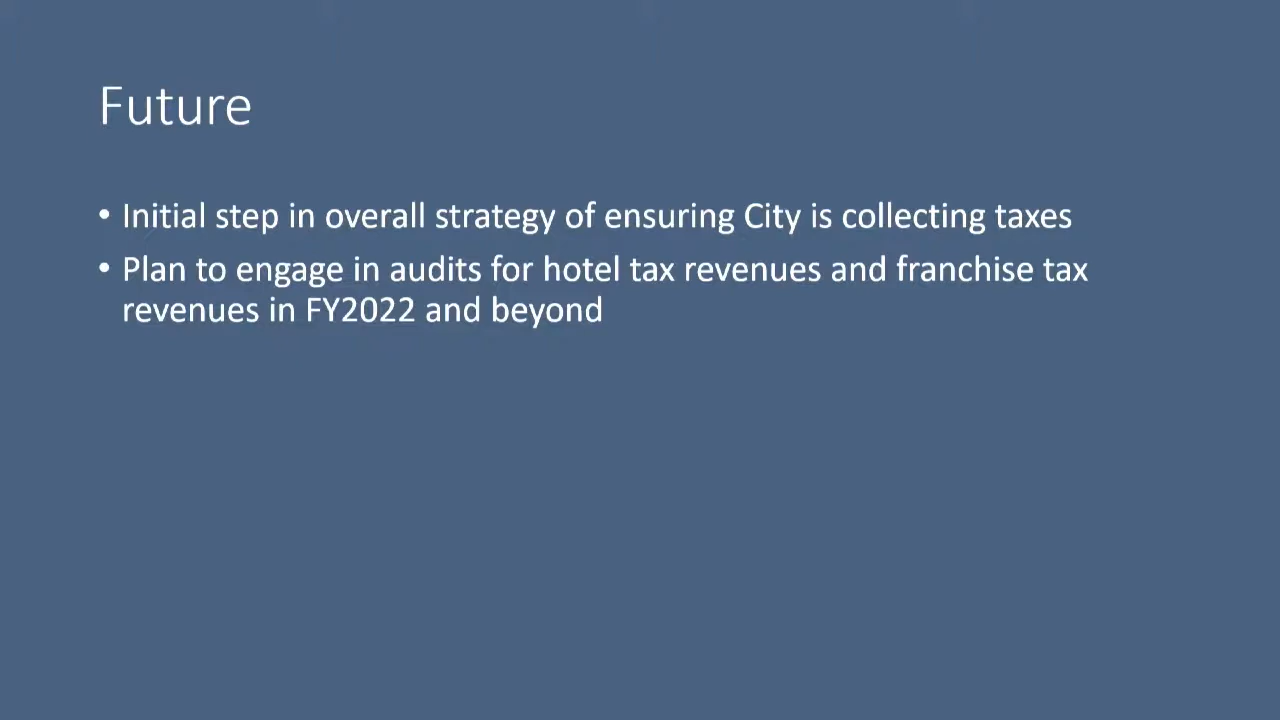 Future
• Initial step in overall strategy of ensuring City is collecting taxes
• Plan to engage in audits for hotel tax revenues and franchise tax
revenues in FY2022 and beyond